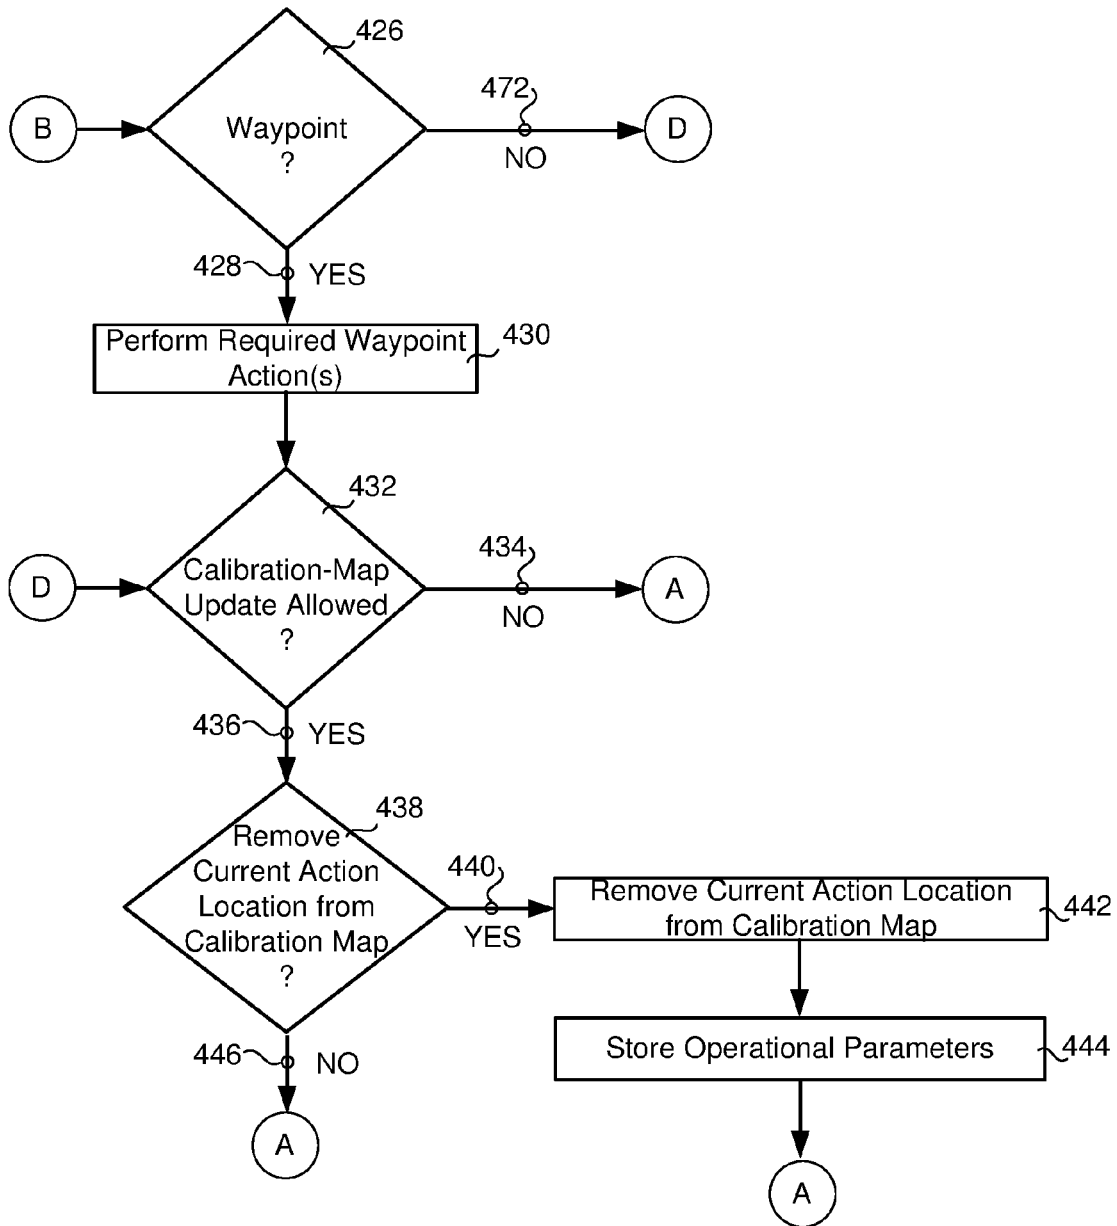 426
B
Waypoint
?
472
NO
D
428
YES
Perform Required Waypoint
Action(s)
430
432
D
Calibration-Map
Update Allowed
?
434
NO
A
436
YES
438
Remove
Current Action
Location from
Calibration Map
?
440
YES
Remove Current Action Location
from Calibration Map
442
Store Operational Parameters
444
446
NO
A
A